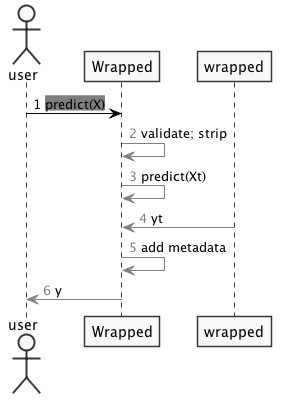 user
Wrapped
wrapped
1 predict(X)
2 validate; strip
3 predict(Xt)
4 yt
5 add metadata
6 y
user
Wrapped
wrapped